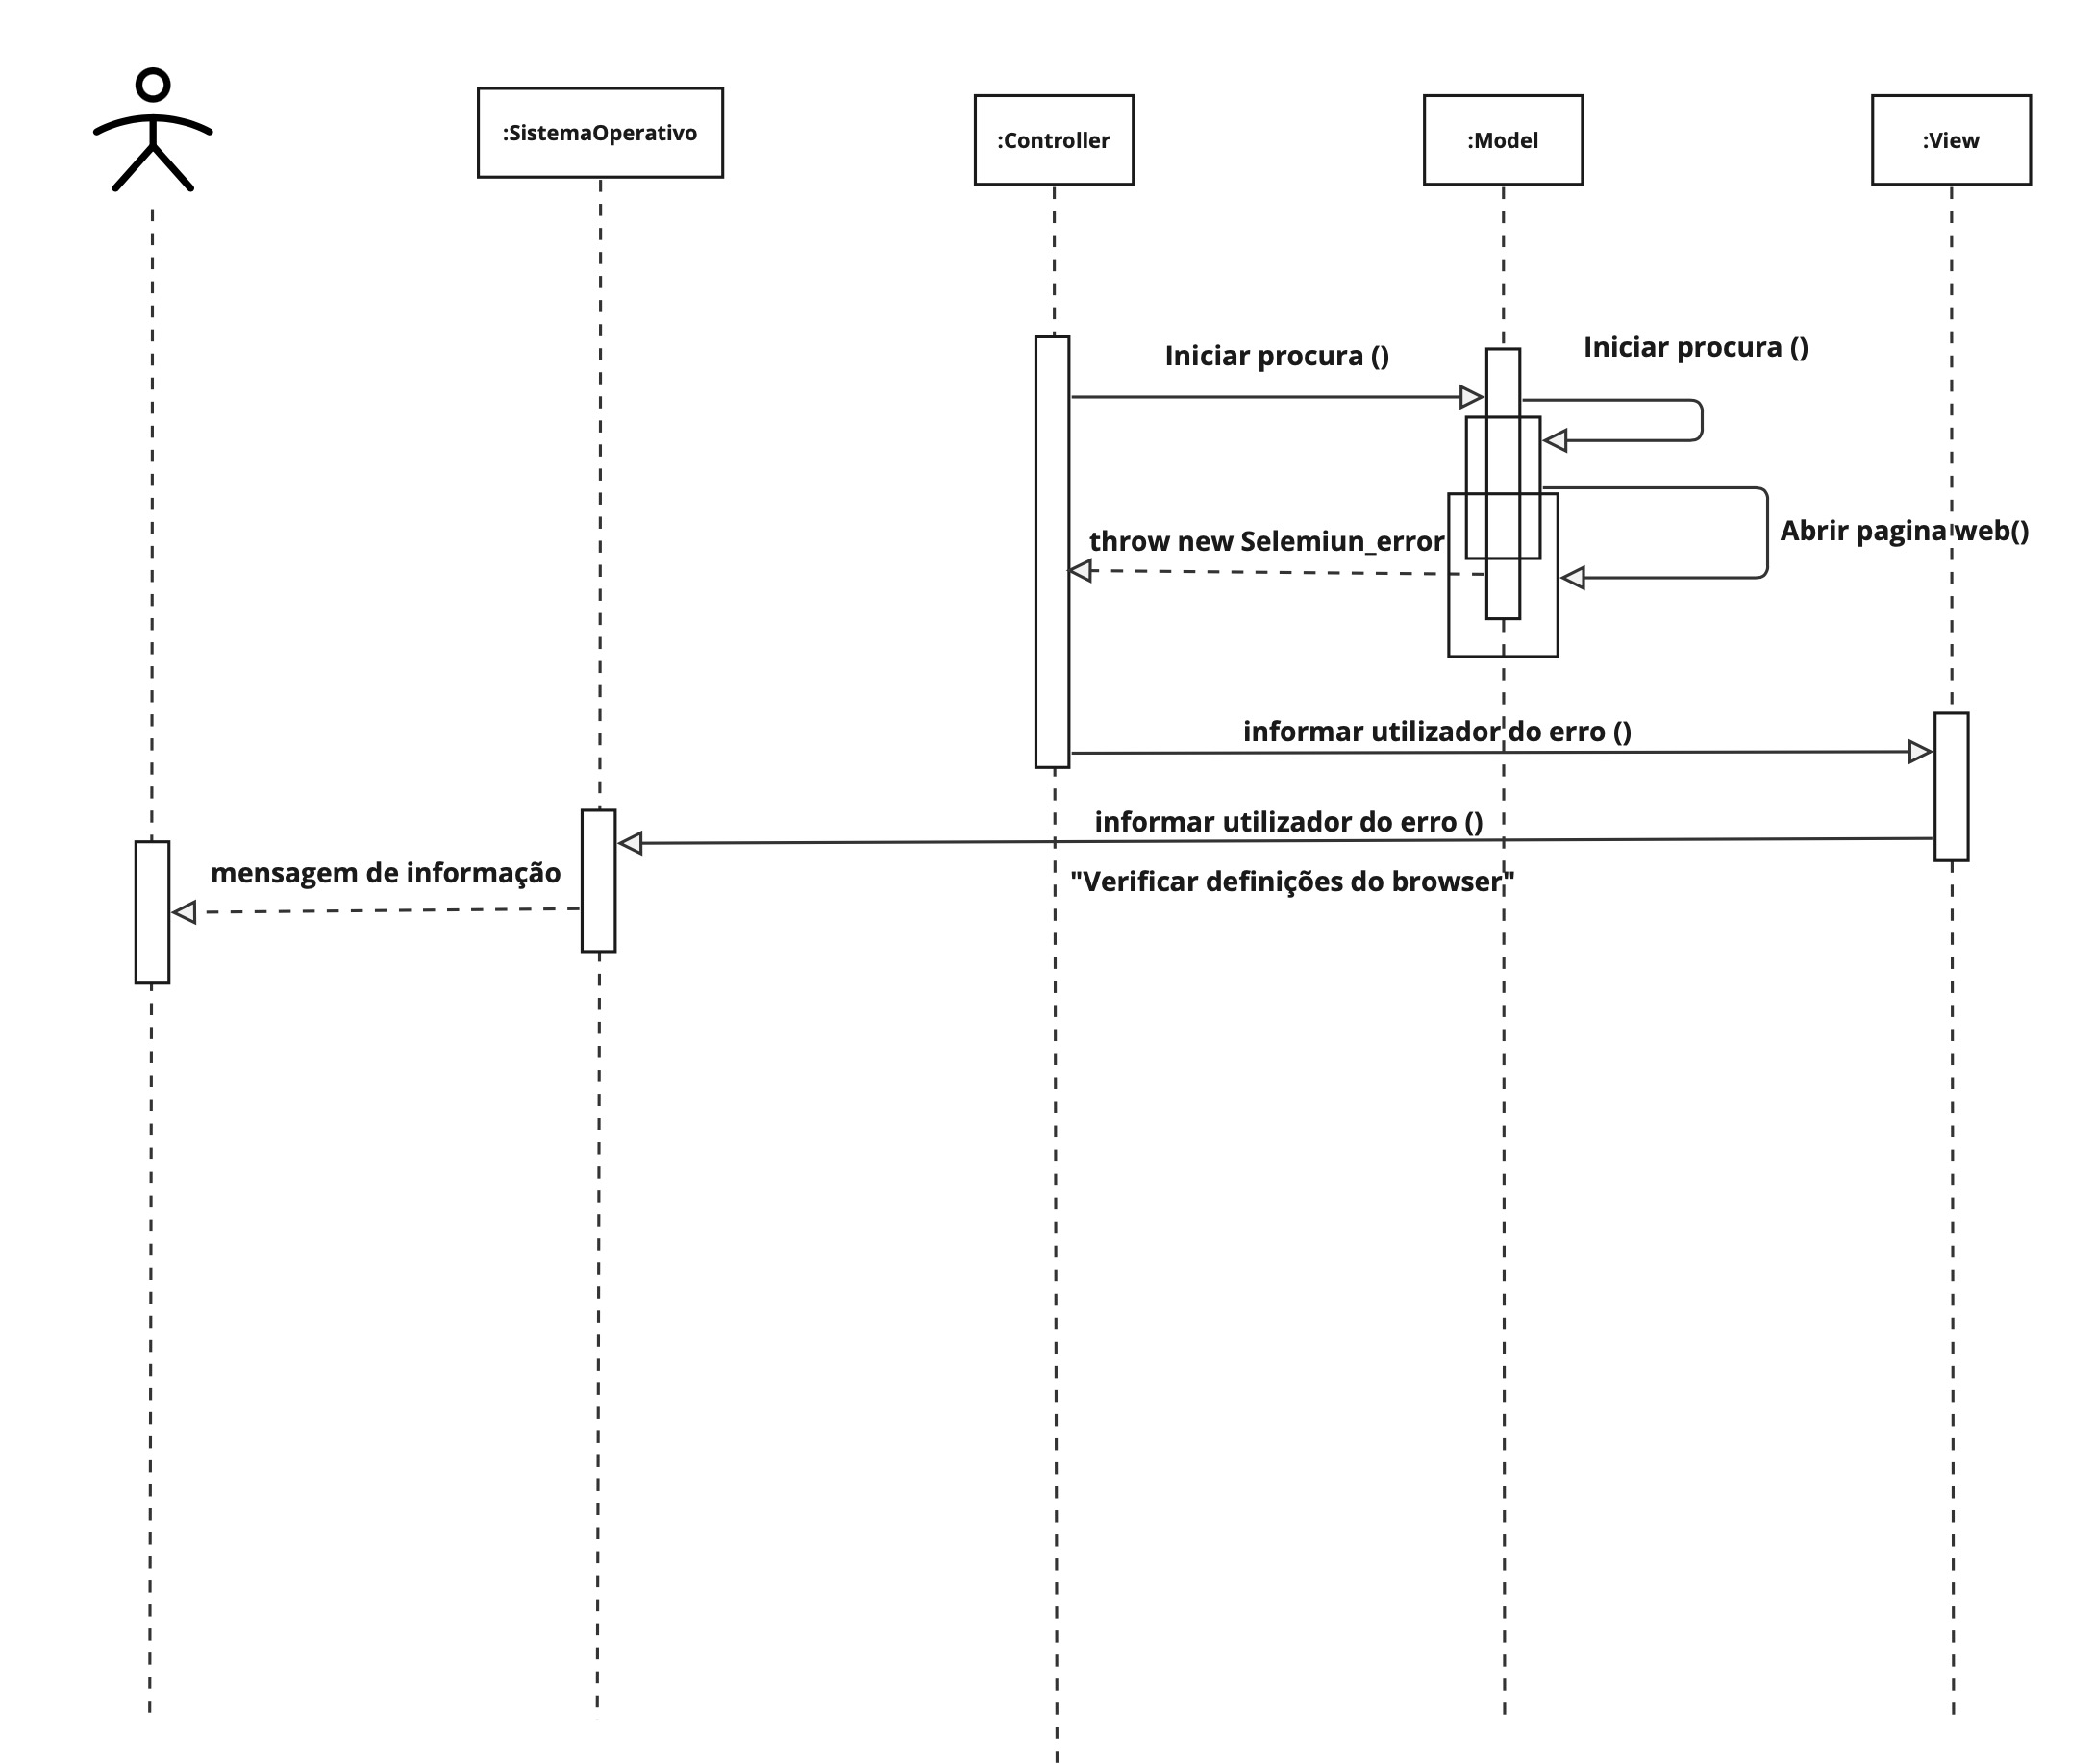 :SistemaOperativo
:Controller
:Model
:View
Iniciar procura ()
Iniciar procura ()
Abrir pagina web()
throw new Selemiun_error
informar utilizador do erro ()
informar utilizador do erro ()
"Verificar definições do browser"
mensagem de informação